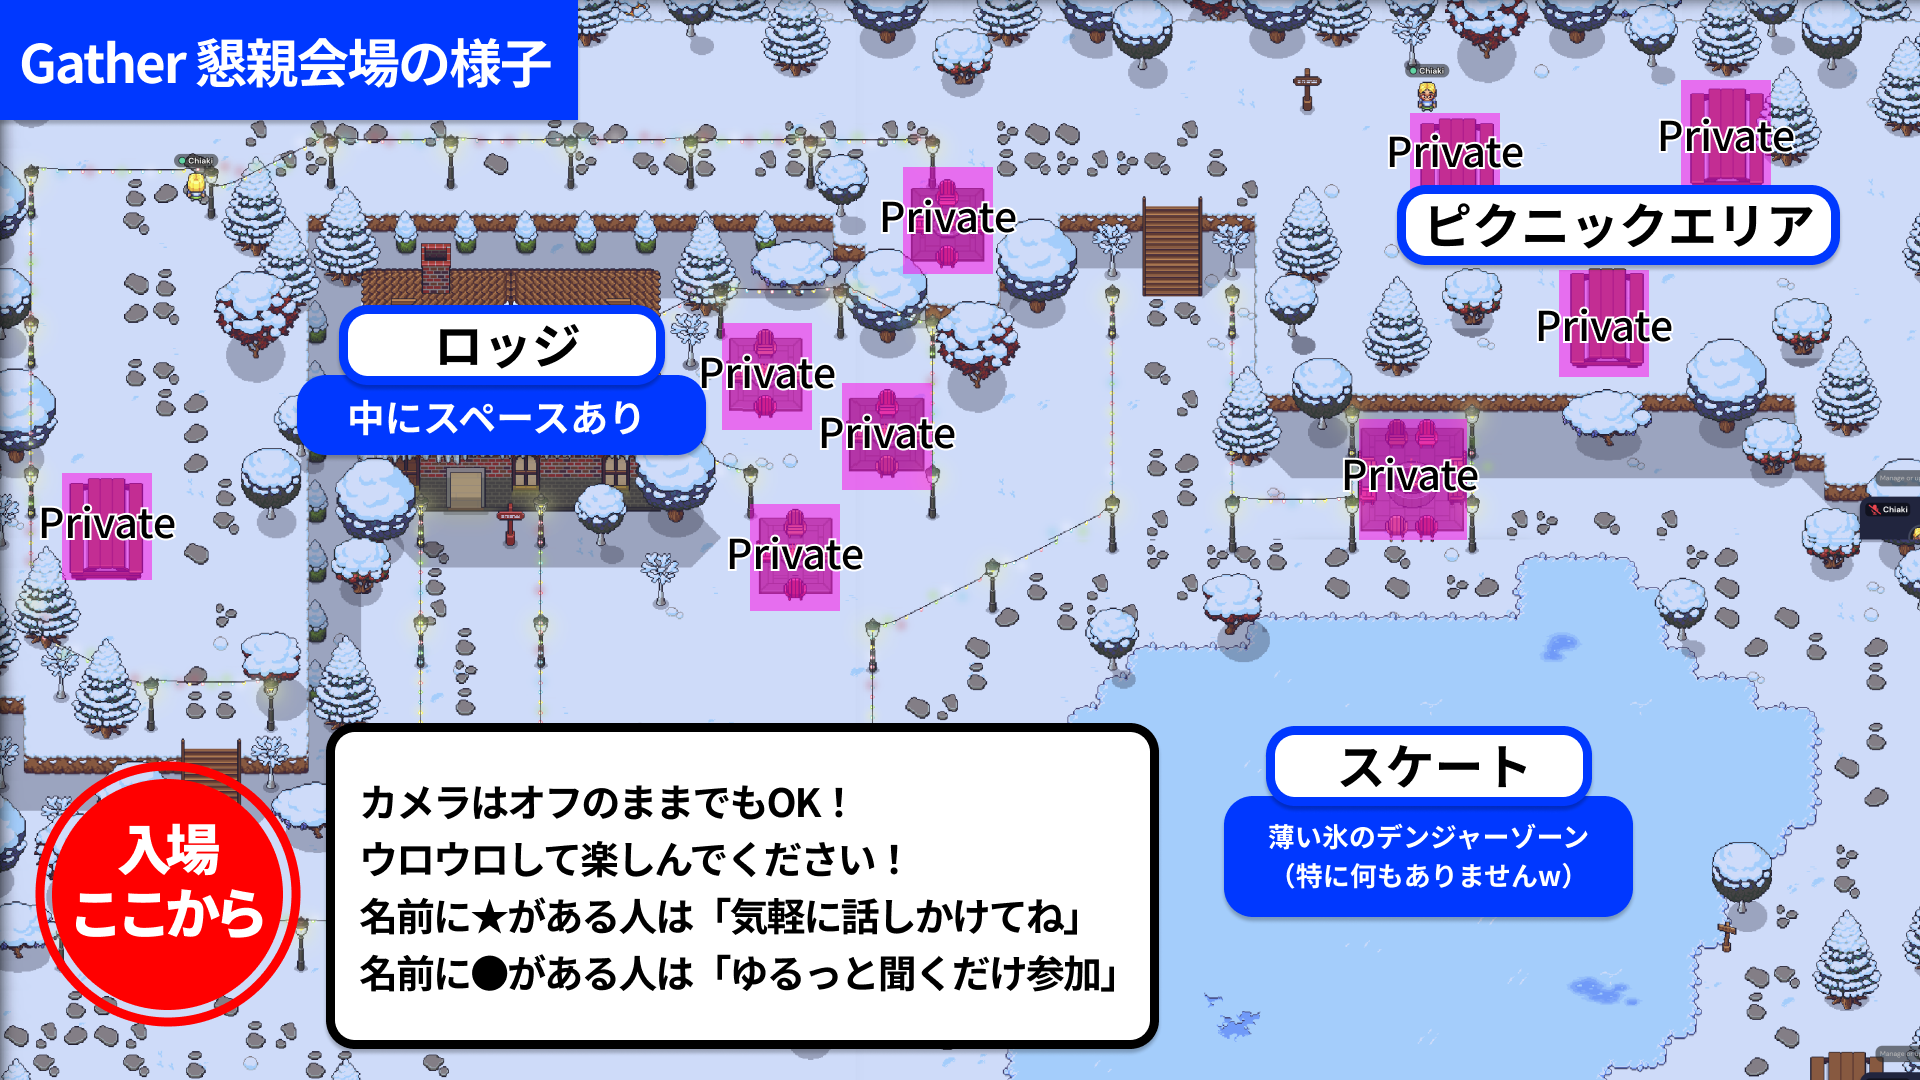 Gather 懇親会場の様子
Chiaki
Chiaki
Private
Private
Private
ピクニックエリア
Private
ロッジ
中にスペースあり
Private
Private
Private
Private
Private
Chiaki
スケート
薄い氷のデンジャーゾーン
（特に何もありませんw）
入場
ここから
カメラはオフのままでもOK！
ウロウロして楽しんでください！
名前に★がある人は「気軽に話しかけてね」
名前に●がある人は「ゆるっと聞くだけ参加」